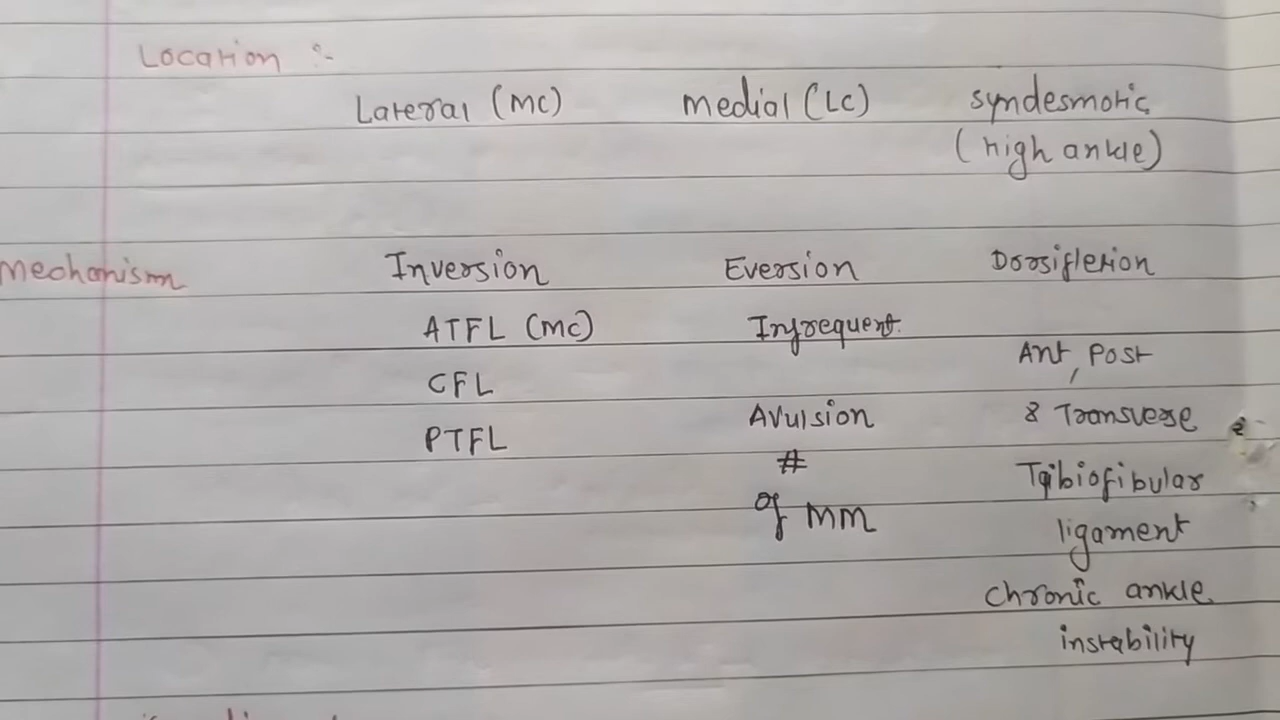 Location :-
Lateral (MC) Medial (LC) Syndesmotic
(high ankle)
Mechanism Inversion Eversion Dorsiflexion
ATFL (MC) Infrequent.
Ant, Post
CFL
Avulsion & Transverse
PTFL
#
Tibiofibular
of MM
ligament
chronic ankle
instability